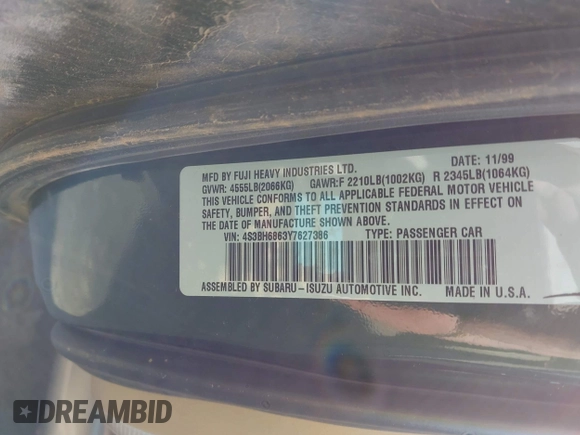 MFD BY FUJI HEAVY INDUSTRIES LTD. DATE: 11/99
GVWR: 4555LB(2066KG) GAWR:F 2210LB(1002KG) R 2345LB(1064KG)
THIS VEHICLE CONFORMS TO ALL APPLICABLE FEDERAL MOTOR VEHICLE
SAFETY, BUMPER, AND THEFT PREVENTION STANDARDS IN EFFECT ON
THE DATE OF MANUFACTURE SHOWN ABOVE.
VIN: 4S3BH6863Y7627386 TYPE: PASSENGER CAR
ASSEMBLED BY SUBARU-ISUZU AUTOMOTIVE INC. MADE IN U.S.A.
DREAMBID